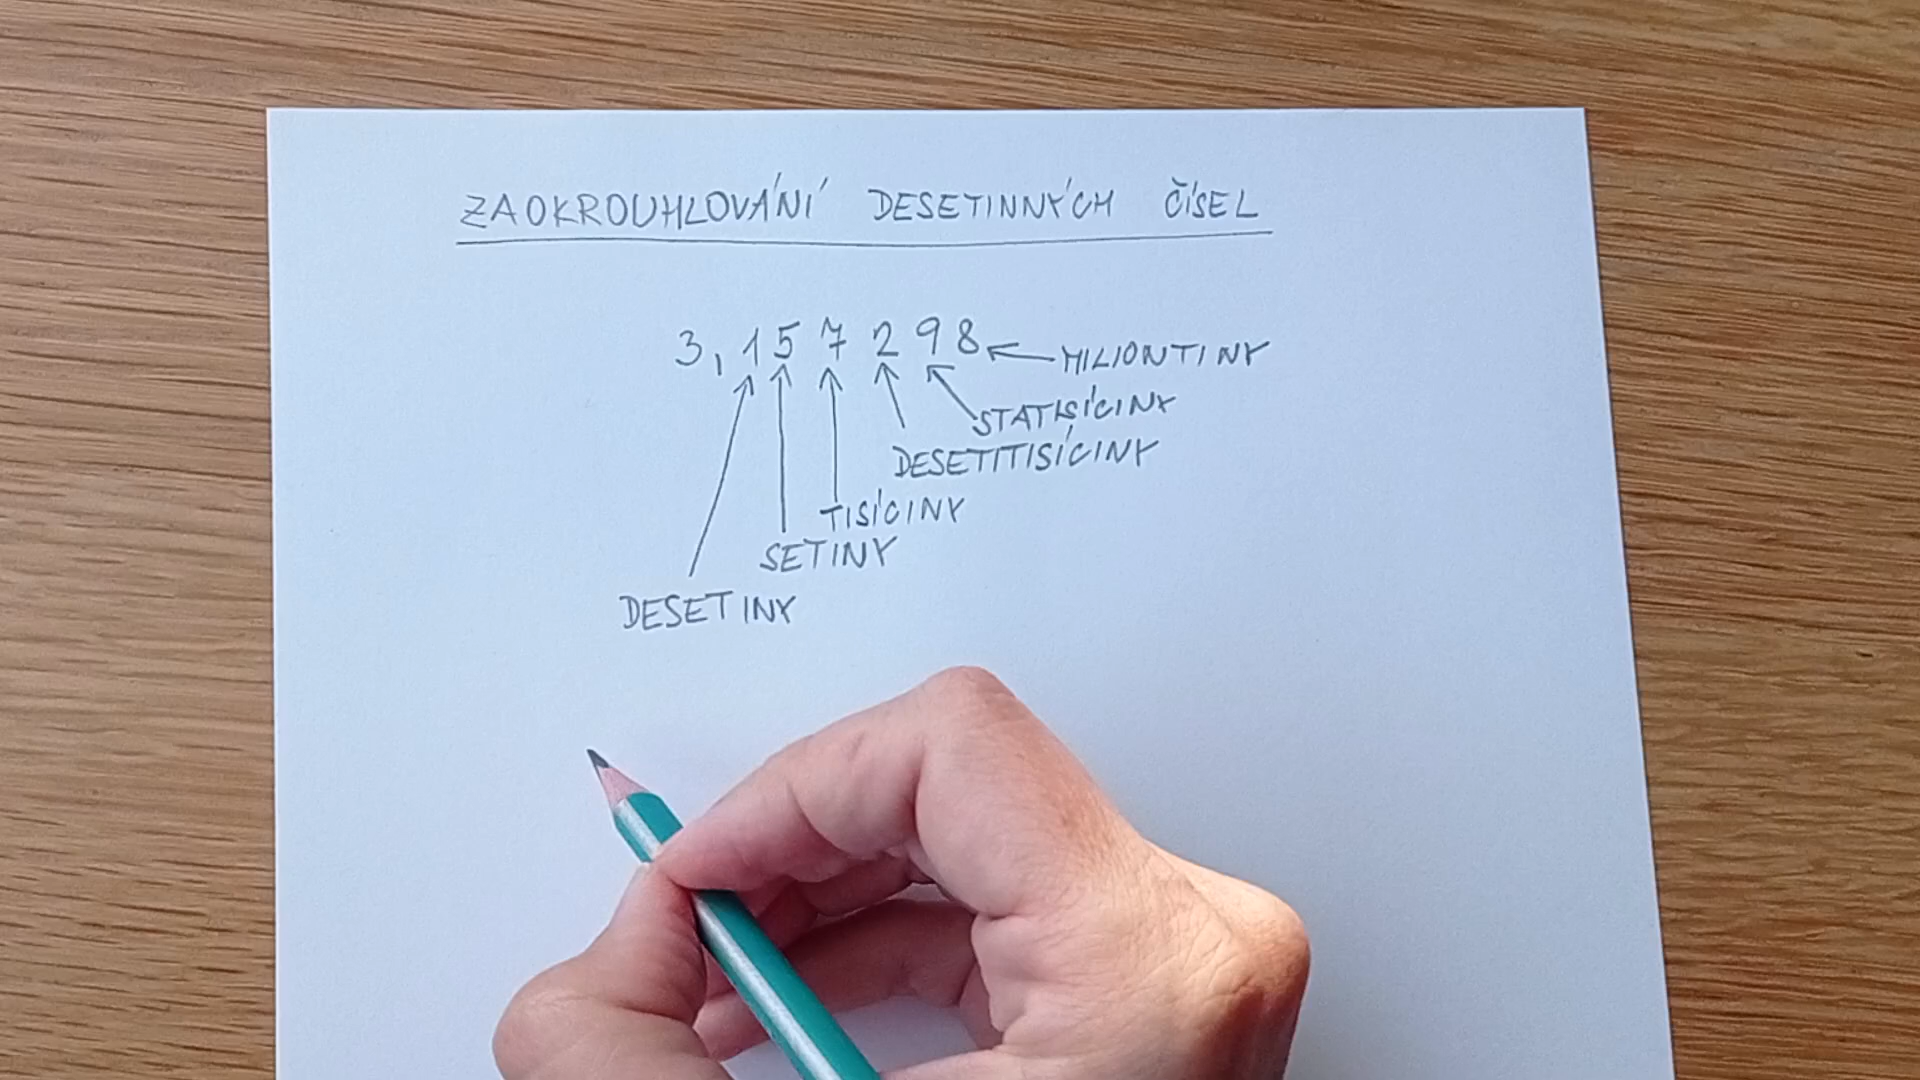 ZAOKROUHLOVÁNÍ DESETINNÝCH ČÍSEL
3,157298 MILIONTINY
STATISÍCINY
DESETITISÍCINY
TISÍCINY
SETINY
DESETINY